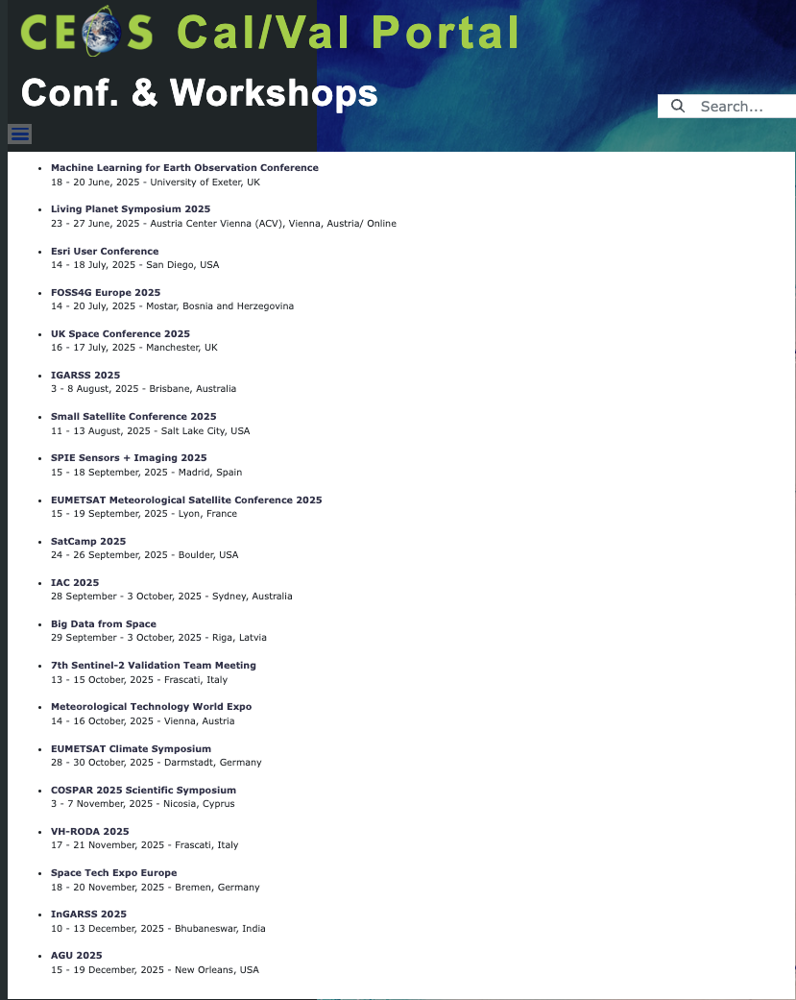 CEOS Cal/Val Portal
Conf. & Workshops
Search...
Machine Learning for Earth Observation Conference
18 - 20 June, 2025 - University of Exeter, UK
Living Planet Symposium 2025
23 - 27 June, 2025 - Austria Center Vienna (ACV), Vienna, Austria/ Online
Esri User Conference
14 - 18 July, 2025 - San Diego, USA
FOSS4G Europe 2025
14 - 20 July, 2025 - Mostar, Bosnia and Herzegovina
UK Space Conference 2025
16 - 17 July, 2025 - Manchester, UK
IGARSS 2025
3 - 8 August, 2025 - Brisbane, Australia
Small Satellite Conference 2025
11 - 13 August, 2025 - Salt Lake City, USA
SPIE Sensors + Imaging 2025
15 - 18 September, 2025 - Madrid, Spain
EUMETSAT Meteorological Satellite Conference 2025
15 - 19 September, 2025 - Lyon, France
SatCamp 2025
24 - 26 September, 2025 - Boulder, USA
IAC 2025
28 September - 3 October, 2025 - Sydney, Australia
Big Data from Space
29 September - 3 October, 2025 - Riga, Latvia
7th Sentinel-2 Validation Team Meeting
13 - 15 October, 2025 - Frascati, Italy
Meteorological Technology World Expo
14 - 16 October, 2025 - Vienna, Austria
EUMETSAT Climate Symposium
28 - 30 October, 2025 - Darmstadt, Germany
COSPAR 2025 Scientific Symposium
3 - 7 November, 2025 - Nicosia, Cyprus
VH-RODA 2025
17 - 21 November, 2025 - Frascati, Italy
Space Tech Expo Europe
18 - 20 November, 2025 - Bremen, Germany
InGARSS 2025
10 - 13 December, 2025 - Bhubaneswar, India
AGU 2025
15 - 19 December, 2025 - New Orleans, USA